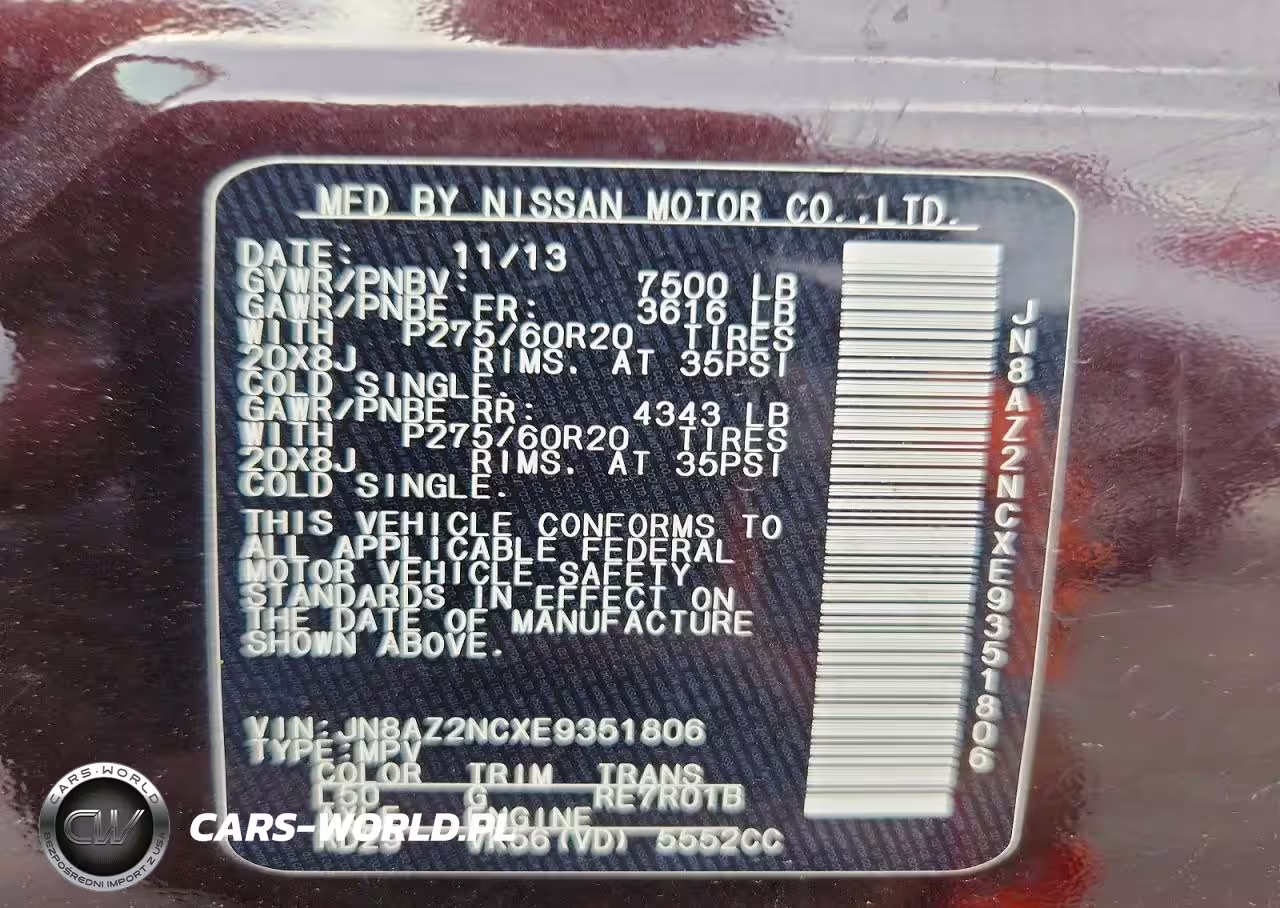 MFD BY NISSAN MOTOR CO.,LTD.
DATE: 11/13
GVWR/PNBV: 7500 LB
GAWR/PNBE FR: 3616 LB
WITH P275/60R20 TIRES
20X8J RIMS. AT 35PSI
COLD SINGLE.
GAWR/PNBE RR: 4343 LB
WITH P275/60R20 TIRES
20X8J RIMS. AT 35PSI
COLD SINGLE.
THIS VEHICLE CONFORMS TO
ALL APPLICABLE FEDERAL
MOTOR VEHICLE SAFETY
STANDARDS IN EFFECT ON
THE DATE OF MANUFACTURE
SHOWN ABOVE.
VIN:JN8AZ2NCXE9351806
TYPE:MPV
COLOR TRIM TRANS
L50 G RE7R01B
ENGINE
VK56(VD) 5552CC
JN8AZ2NCXE9351806
CARS-WORLD
CW
BEZPOŚREDNI IMPORT Z USA
CARS-WORLD.PL